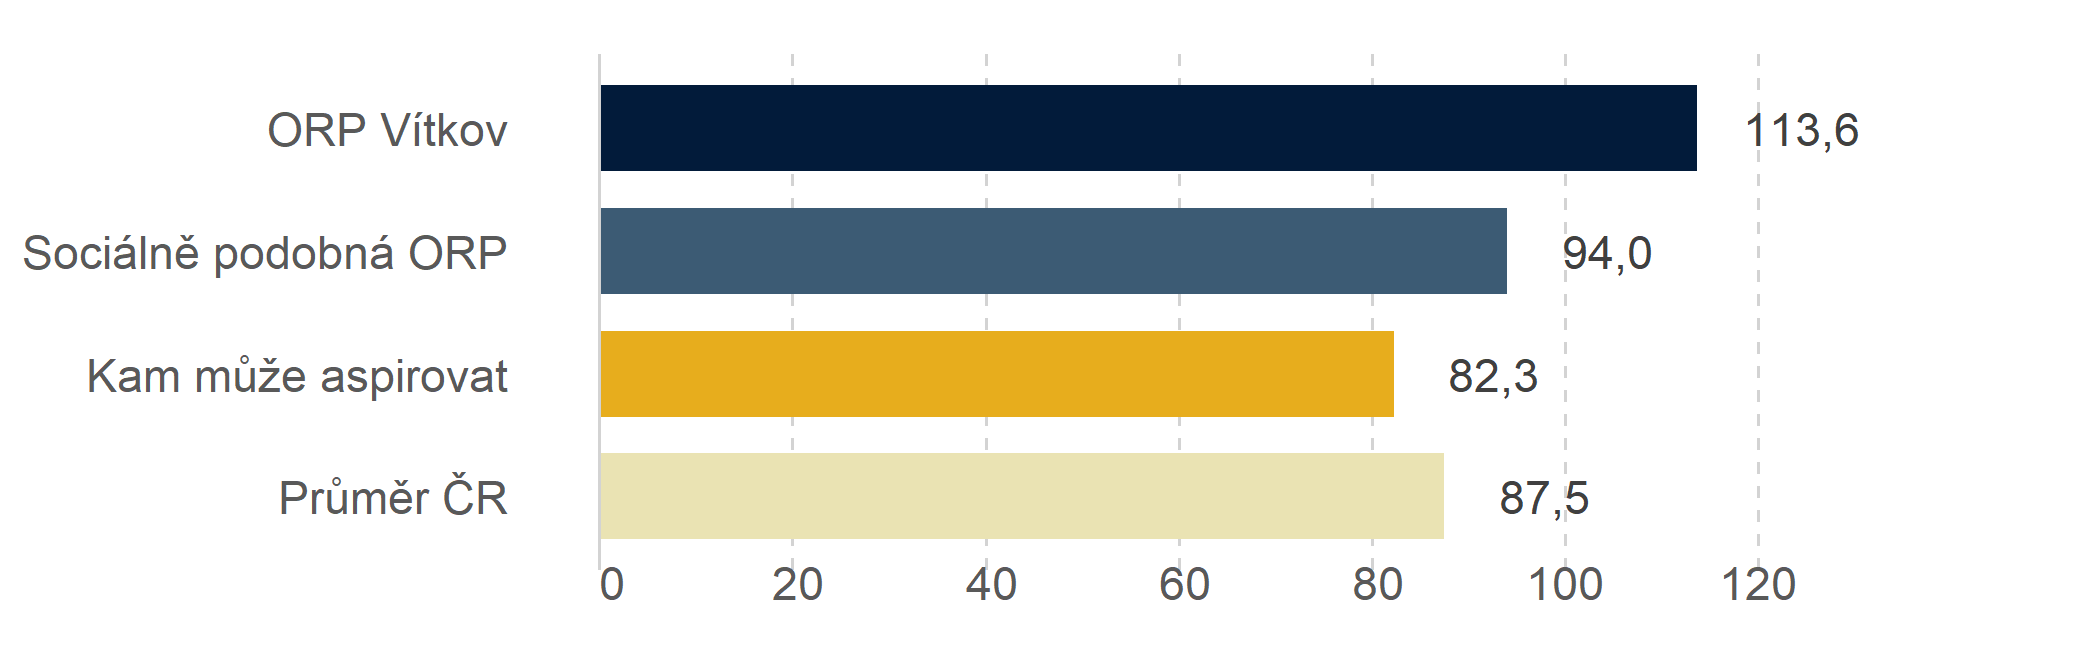 ORP Vítkov 113,6
Sociálně podobná ORP 94,0
Kam může aspirovat 82,3
Průměr ČR 87,5
0 20 40 60 80 100 120